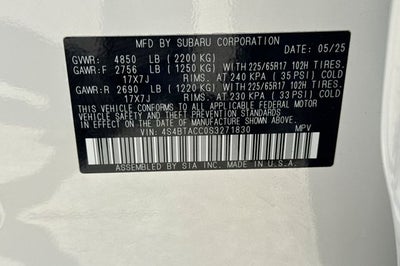 MFD BY SUBARU CORPORATION DATE: 05/25
GVWR: 4850 LB (2200 KG)
GAWR:F 2756 LB (1250 KG) WITH 225/65R17 102H TIRES,
17X7J RIMS, AT 240 KPA (35 PSI) COLD
GAWR:R 2690 LB (1220 KG) WITH 225/65R17 102H TIRES,
17X7J RIMS, AT 230 KPA (33 PSI) COLD
THIS VEHICLE CONFORMS TO ALL APPLICABLE FEDERAL MOTOR
VEHICLE SAFETY AND THEFT PREVENTION STANDARDS IN
EFFECT ON THE DATE OF MANUFACTURE SHOWN ABOVE.
VIN: 4S4BTACC0S3271830 MPV
ASSEMBLED BY SIA INC. MADE IN U.S.A.